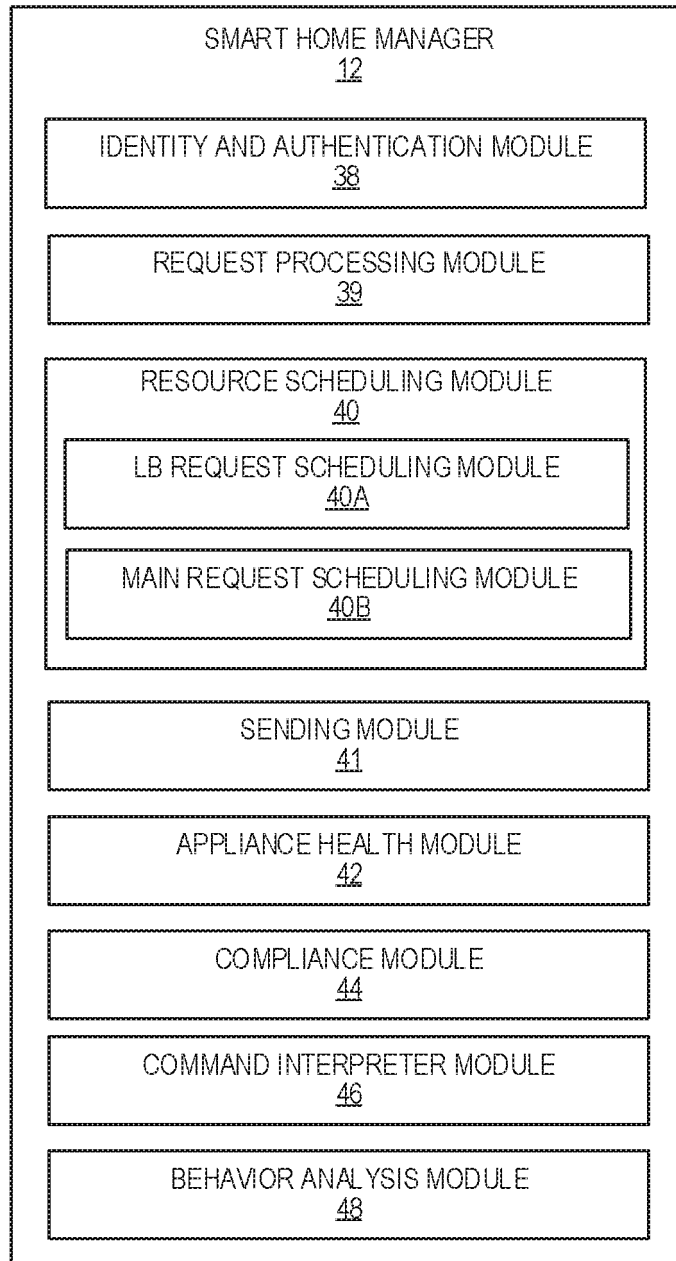 SMART HOME MANAGER
12
IDENTITY AND AUTHENTICATION MODULE
38
REQUEST PROCESSING MODULE
39
RESOURCE SCHEDULING MODULE
40
LB REQUEST SCHEDULING MODULE
40A
MAIN REQUEST SCHEDULING MODULE
40B
SENDING MODULE
41
APPLIANCE HEALTH MODULE
42
COMPLIANCE MODULE
44
COMMAND INTERPRETER MODULE
46
BEHAVIOR ANALYSIS MODULE
48